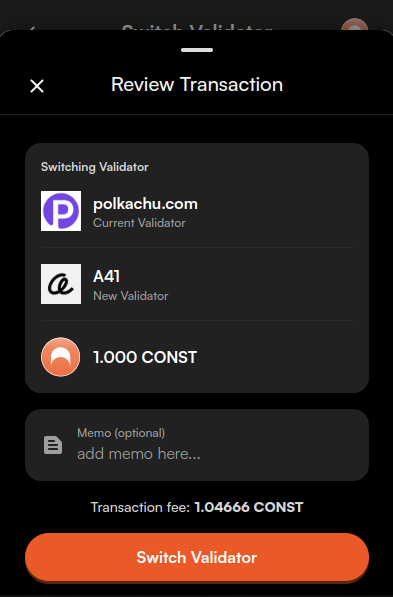 Switch Validator
Review Transaction
Switching Validator
P
polkachu.com
Current Validator
A41
New Validator
1.000 CONST
Memo (optional)
add memo here...
Transaction fee: 1.04666 CONST
Switch Validator